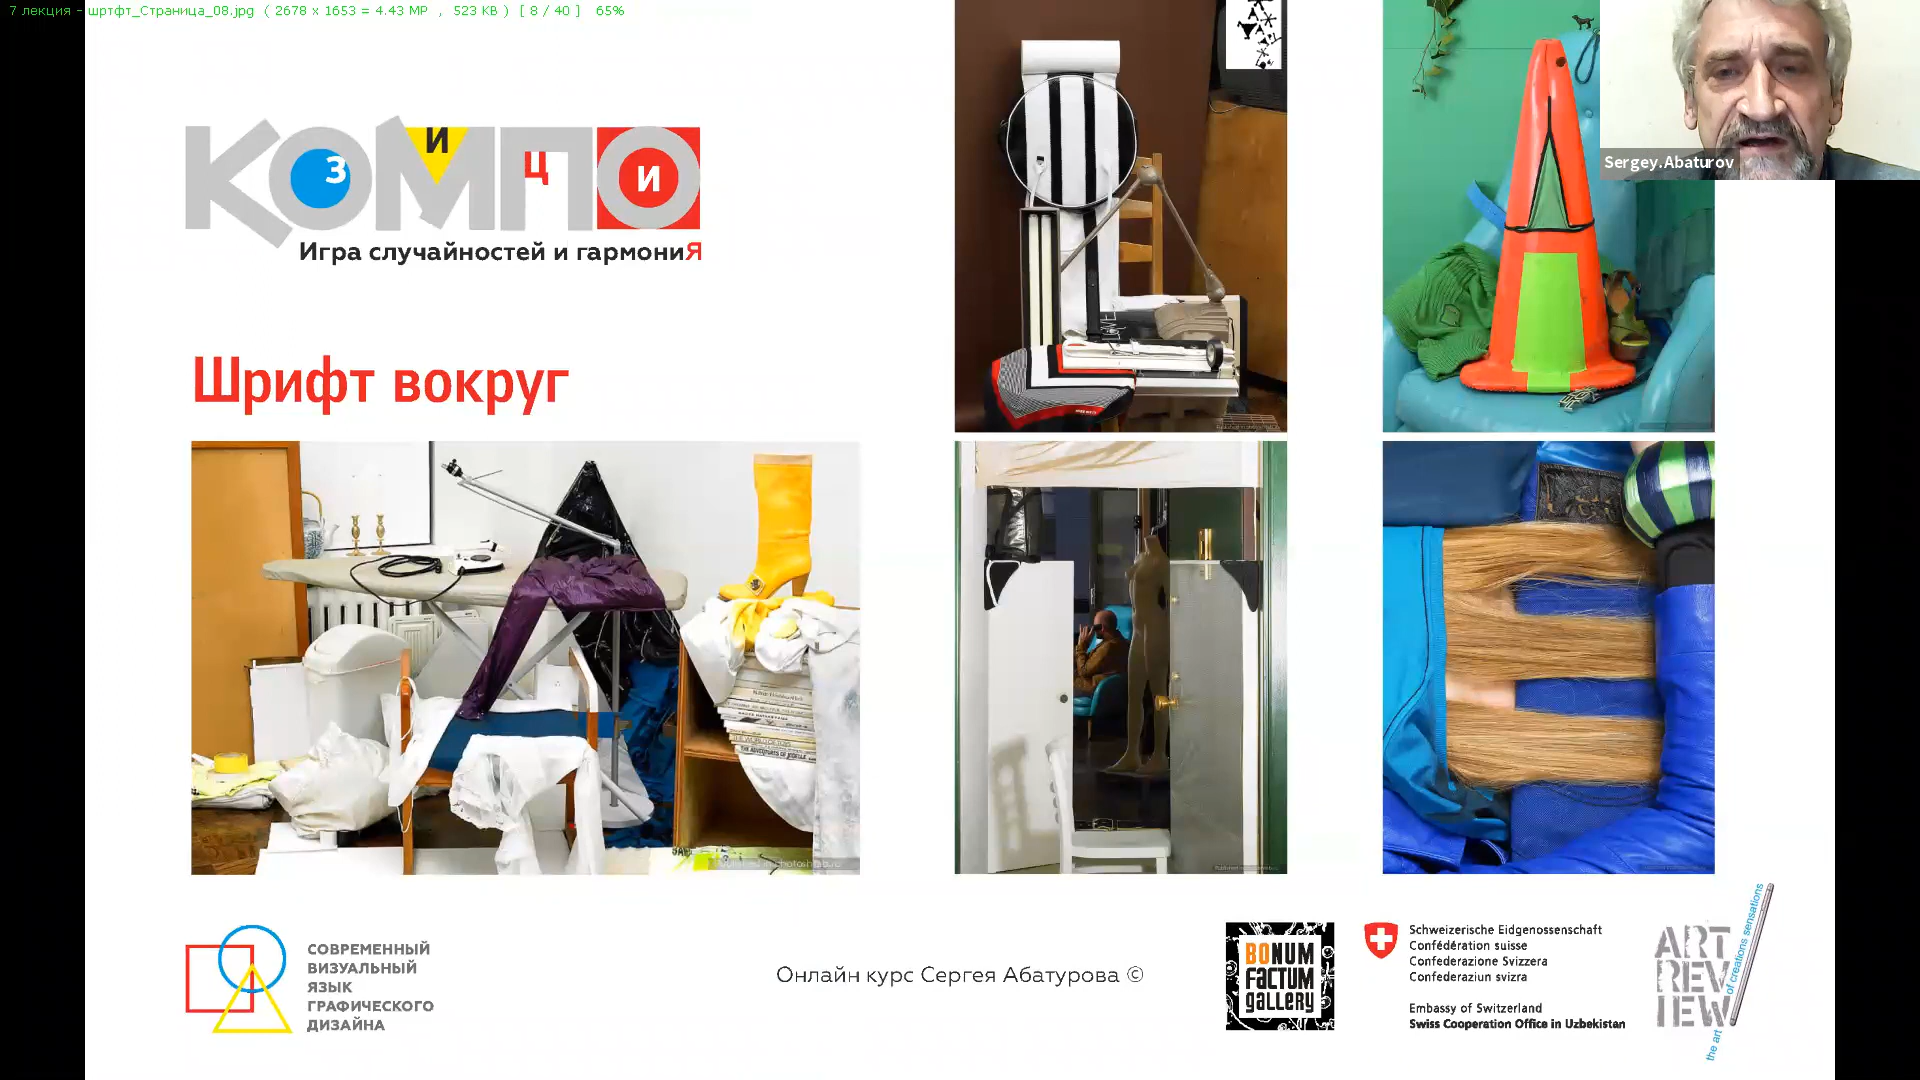 7 лекция - шртфт_Страница_08.jpg ( 2678 x 1653 = 4.43 MP , 523 KB ) [ 8 / 40 ] 65%
Sergey.Abaturov
КОМПО
З И Ц И
Игра случайностей и гармониЯ
Шрифт вокруг
СОВРЕМЕННЫЙ
ВИЗУАЛЬНЫЙ
ЯЗЫК
ГРАФИЧЕСКОГО
ДИЗАЙНА
Онлайн курс Сергея Абатурова ©
BONUM
FACTUM
gallery
Schweizerische Eidgenossenschaft
Confédération suisse
Confederazione Svizzera
Confederaziun svizra
Embassy of Switzerland
Swiss Cooperation Office in Uzbekistan
ART
REV
IEW
the art of creations sensations